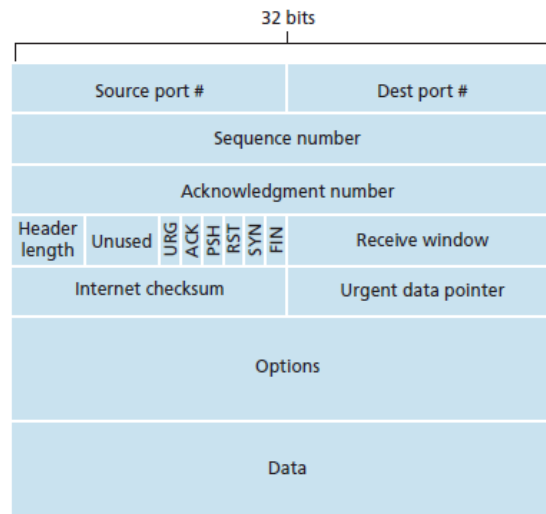 32 bits
Source port # Dest port #
Sequence number
Acknowledgment number
Header length Unused URG ACK PSH RST SYN FIN Receive window
Internet checksum Urgent data pointer
Options
Data